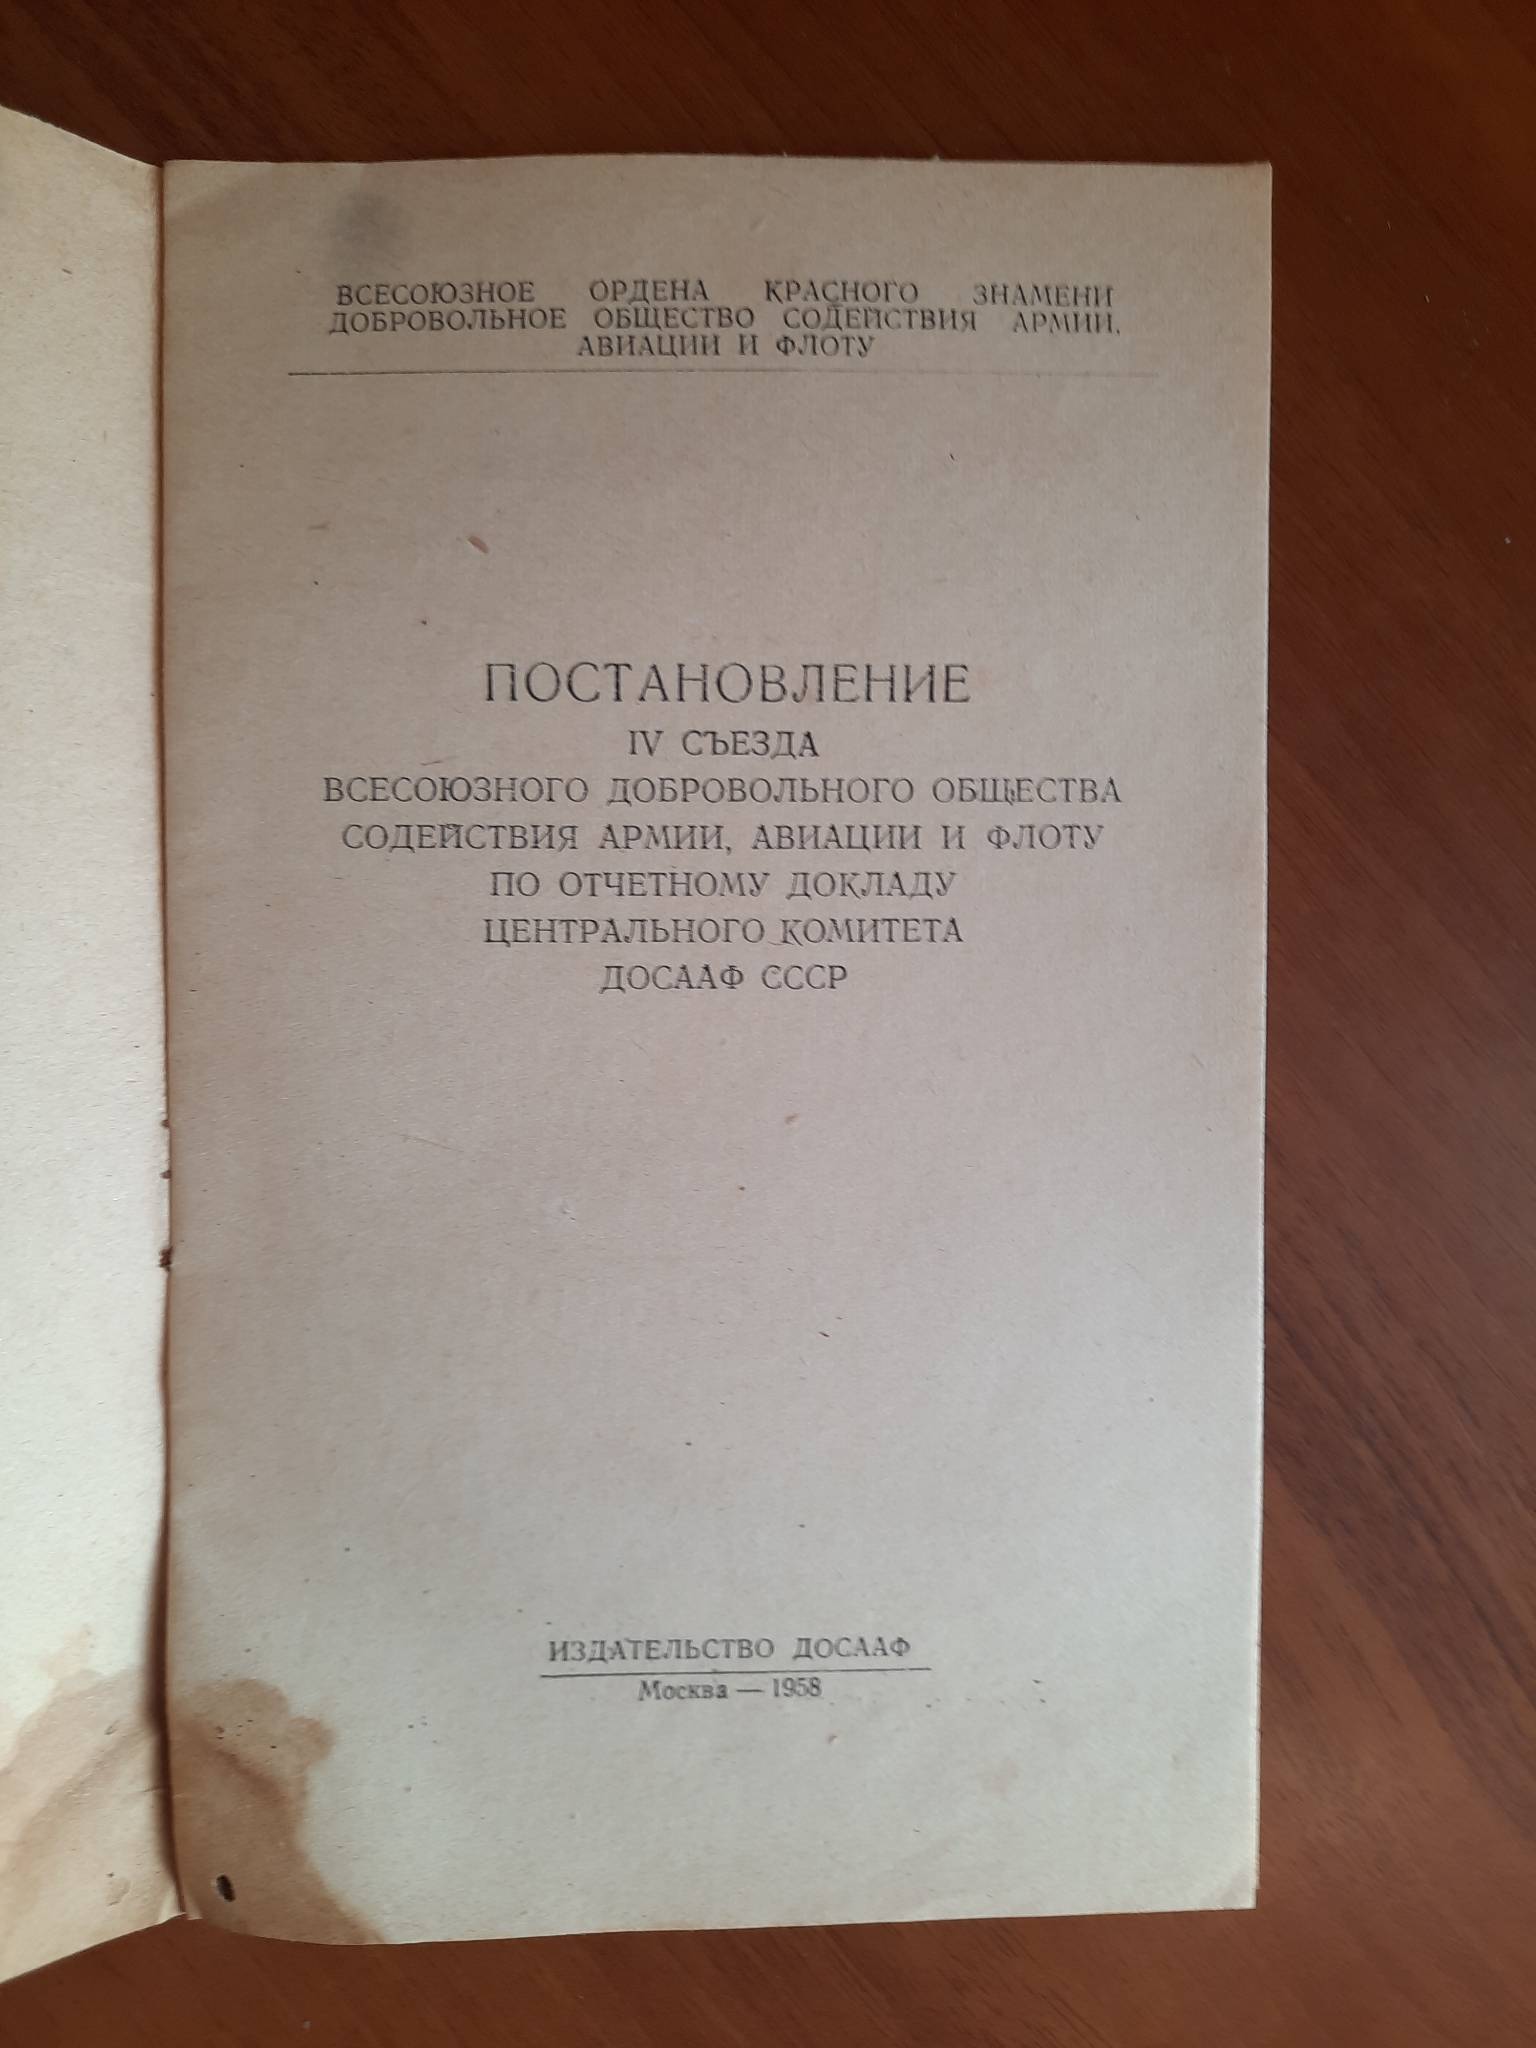 ВСЕСОЮЗНОЕ ОРДЕНА КРАСНОГО ЗНАМЕНИ
ДОБРОВОЛЬНОЕ ОБЩЕСТВО СОДЕЙСТВИЯ АРМИИ,
АВИАЦИИ И ФЛОТУ
ПОСТАНОВЛЕНИЕ
IV СЪЕЗДА
ВСЕСОЮЗНОГО ДОБРОВОЛЬНОГО ОБЩЕСТВА
СОДЕЙСТВИЯ АРМИИ, АВИАЦИИ И ФЛОТУ
ПО ОТЧЕТНОМУ ДОКЛАДУ
ЦЕНТРАЛЬНОГО КОМИТЕТА
ДОСААФ СССР
ИЗДАТЕЛЬСТВО ДОСААФ
Москва — 1958